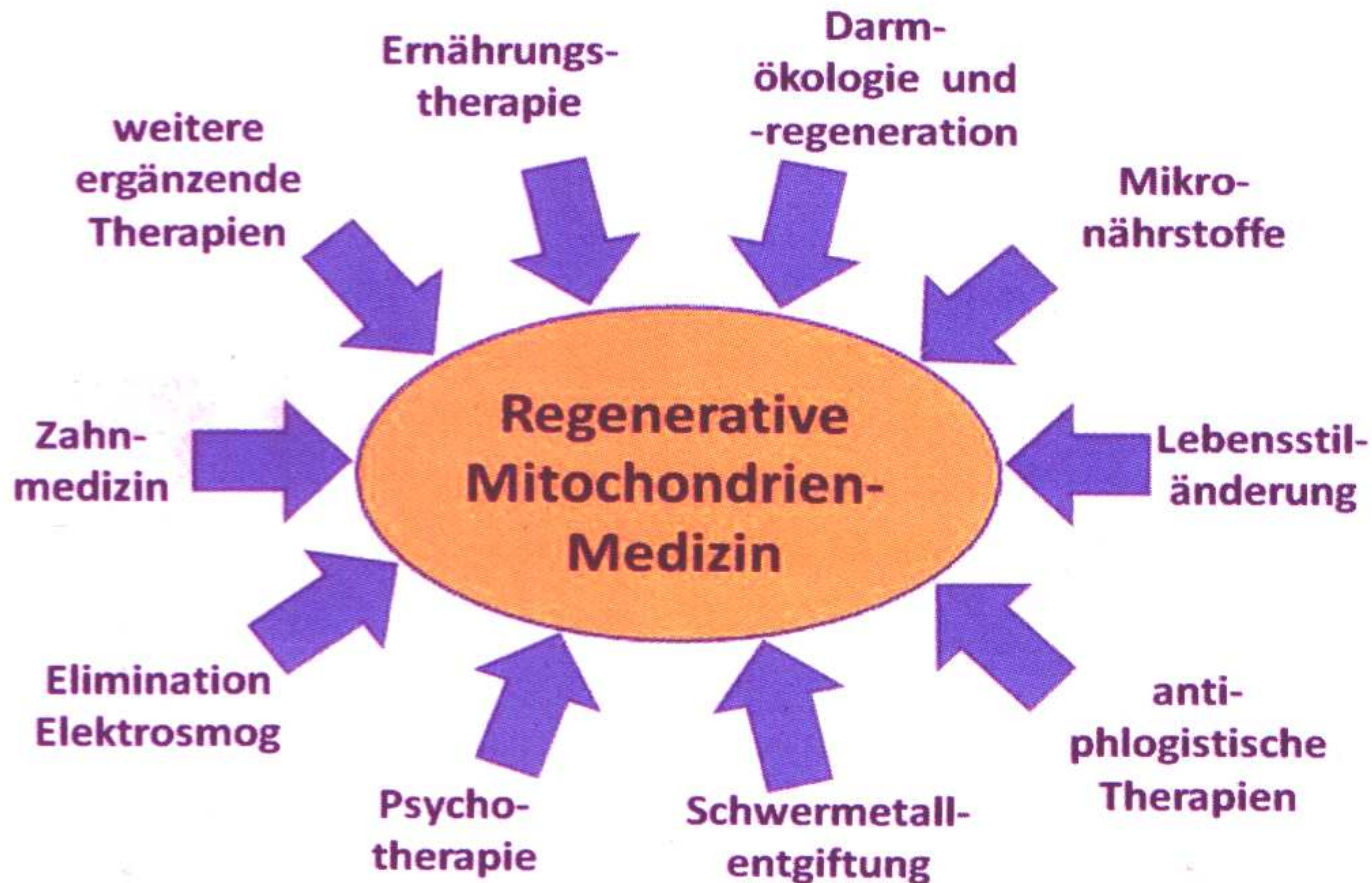 Ernährungs-
therapie
Darm-
ökologie und
-regeneration
weitere
ergänzende
Therapien
Mikro-
nährstoffe
Regenerative
Mitochondrien-
Medizin
Zahn-
medizin
Lebensstil-
änderung
Elimination
Elektrosmog
anti-
phlogistische
Therapien
Psycho-
therapie
Schwermetall-
entgiftung